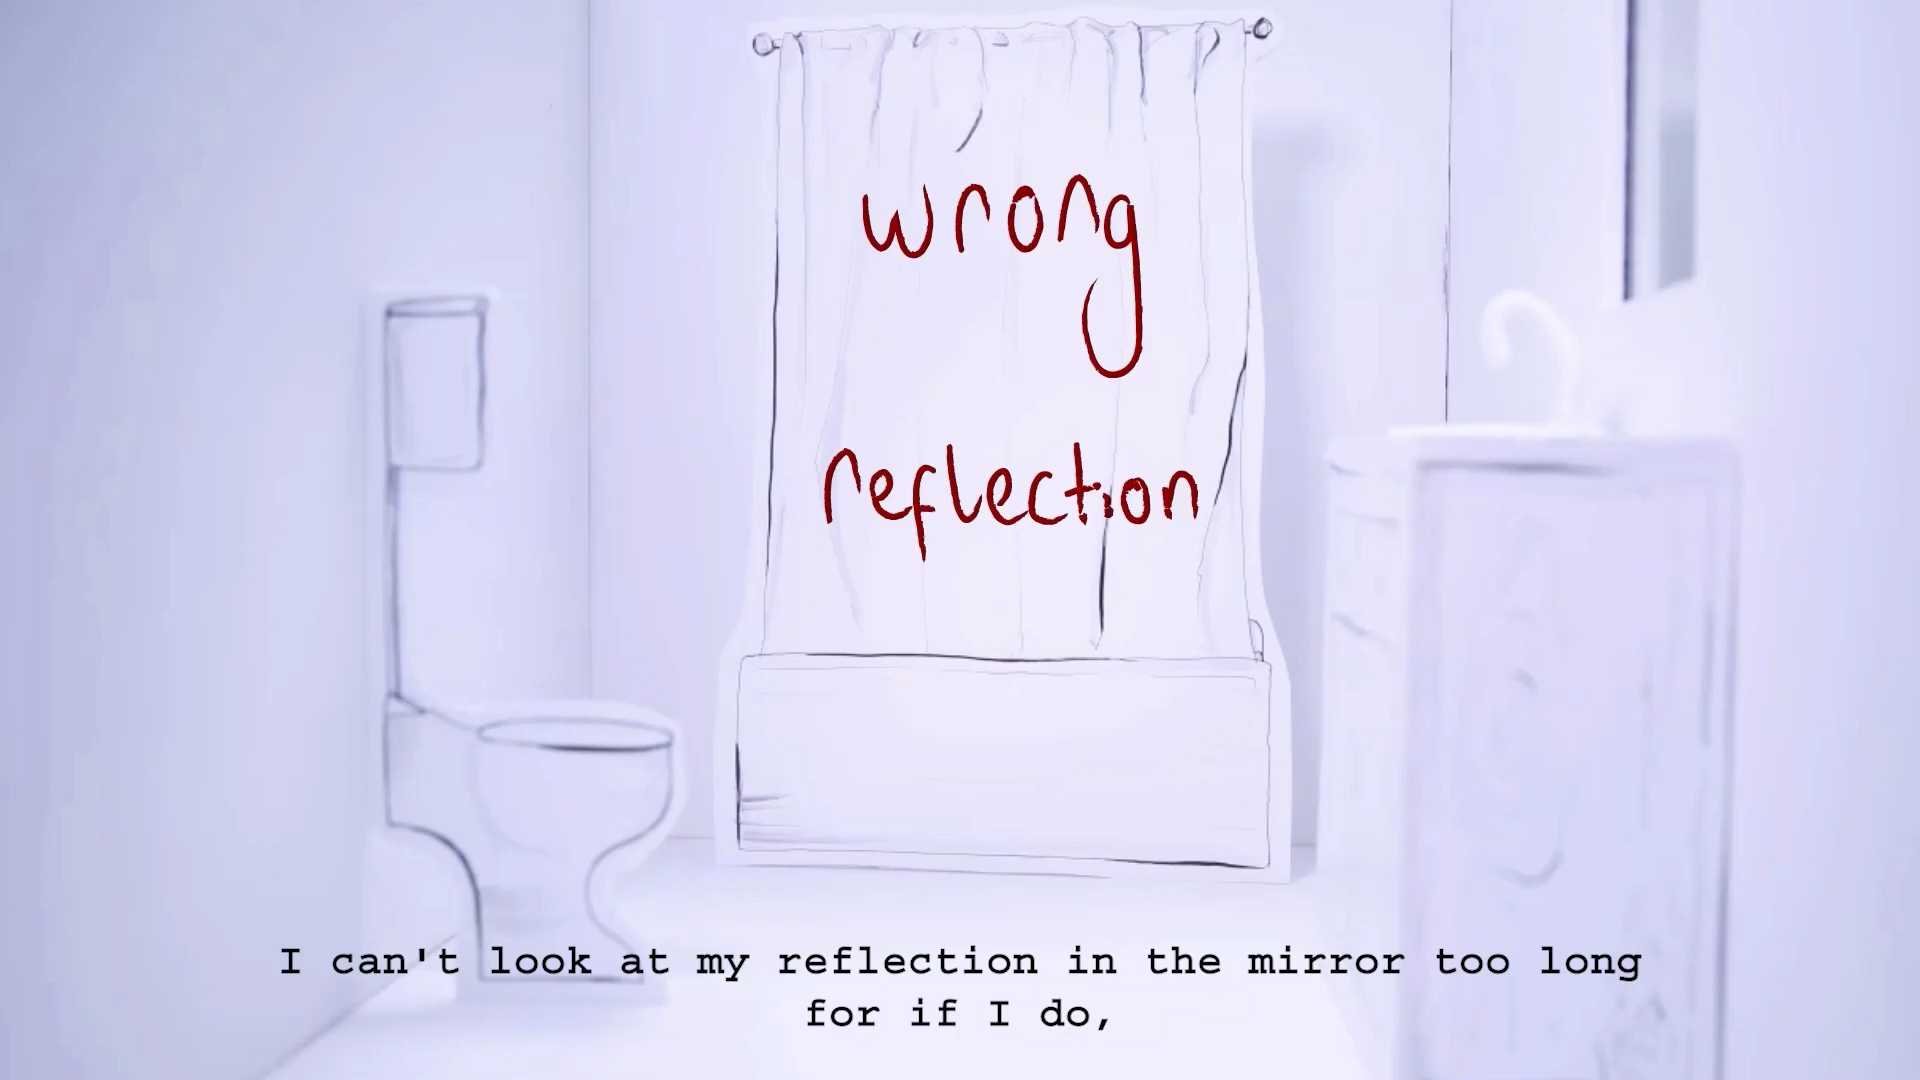 wrong
reflection
I can't look at my reflection in the mirror too long
for if I do,